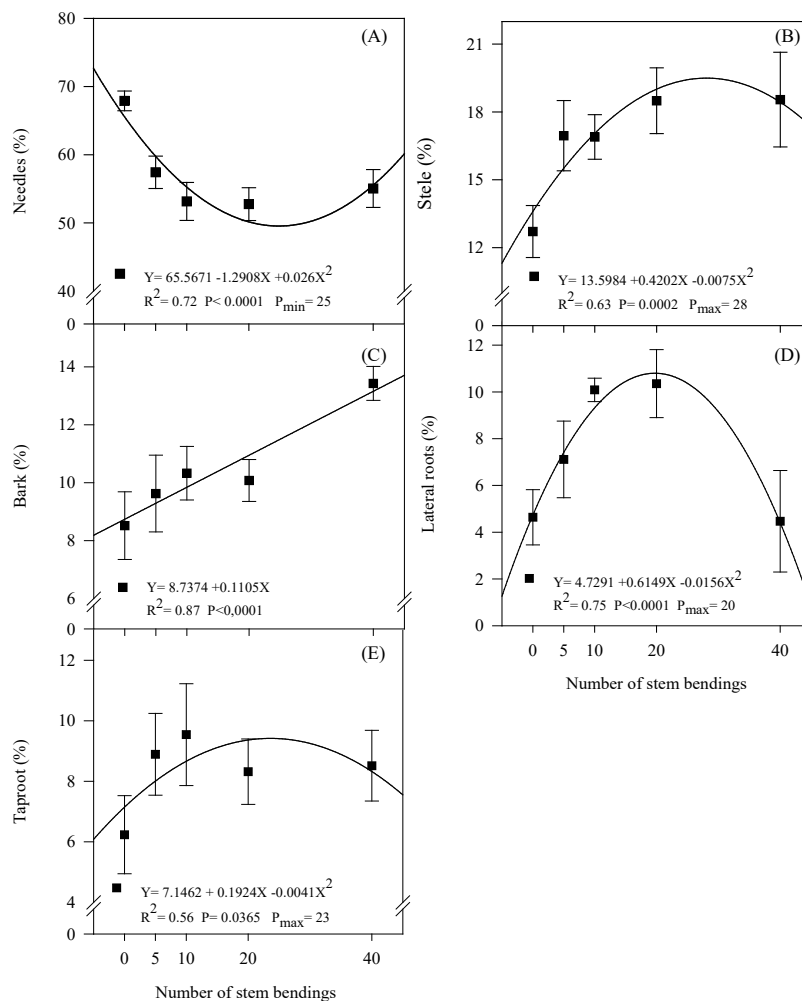 (A)
80
70
60
50
40
0
Needles (%)
Y= 65.5671 -1.2908X +0.026X²
R²= 0.72 P< 0.0001 Pmin= 25
(B)
21
18
15
12
0
Stele (%)
Y= 13.5984 +0.4202X -0.0075X²
R²= 0.63 P= 0.0002 Pmax= 28
(C)
14
12
10
8
6
0
Bark (%)
Y= 8.7374 +0.1105X
R²= 0.87 P<0,0001
(D)
12
10
8
6
4
2
0
Lateral roots (%)
Y= 4.7291 +0.6149X -0.0156X²
R²= 0.75 P<0.0001 Pmax= 20
0 5 10 20 40
Number of stem bendings
(E)
12
10
8
6
4
0
Taproot (%)
Y= 7.1462 + 0.1924X -0.0041X²
R²= 0.56 P= 0.0365 Pmax= 23
0 5 10 20 40
Number of stem bendings